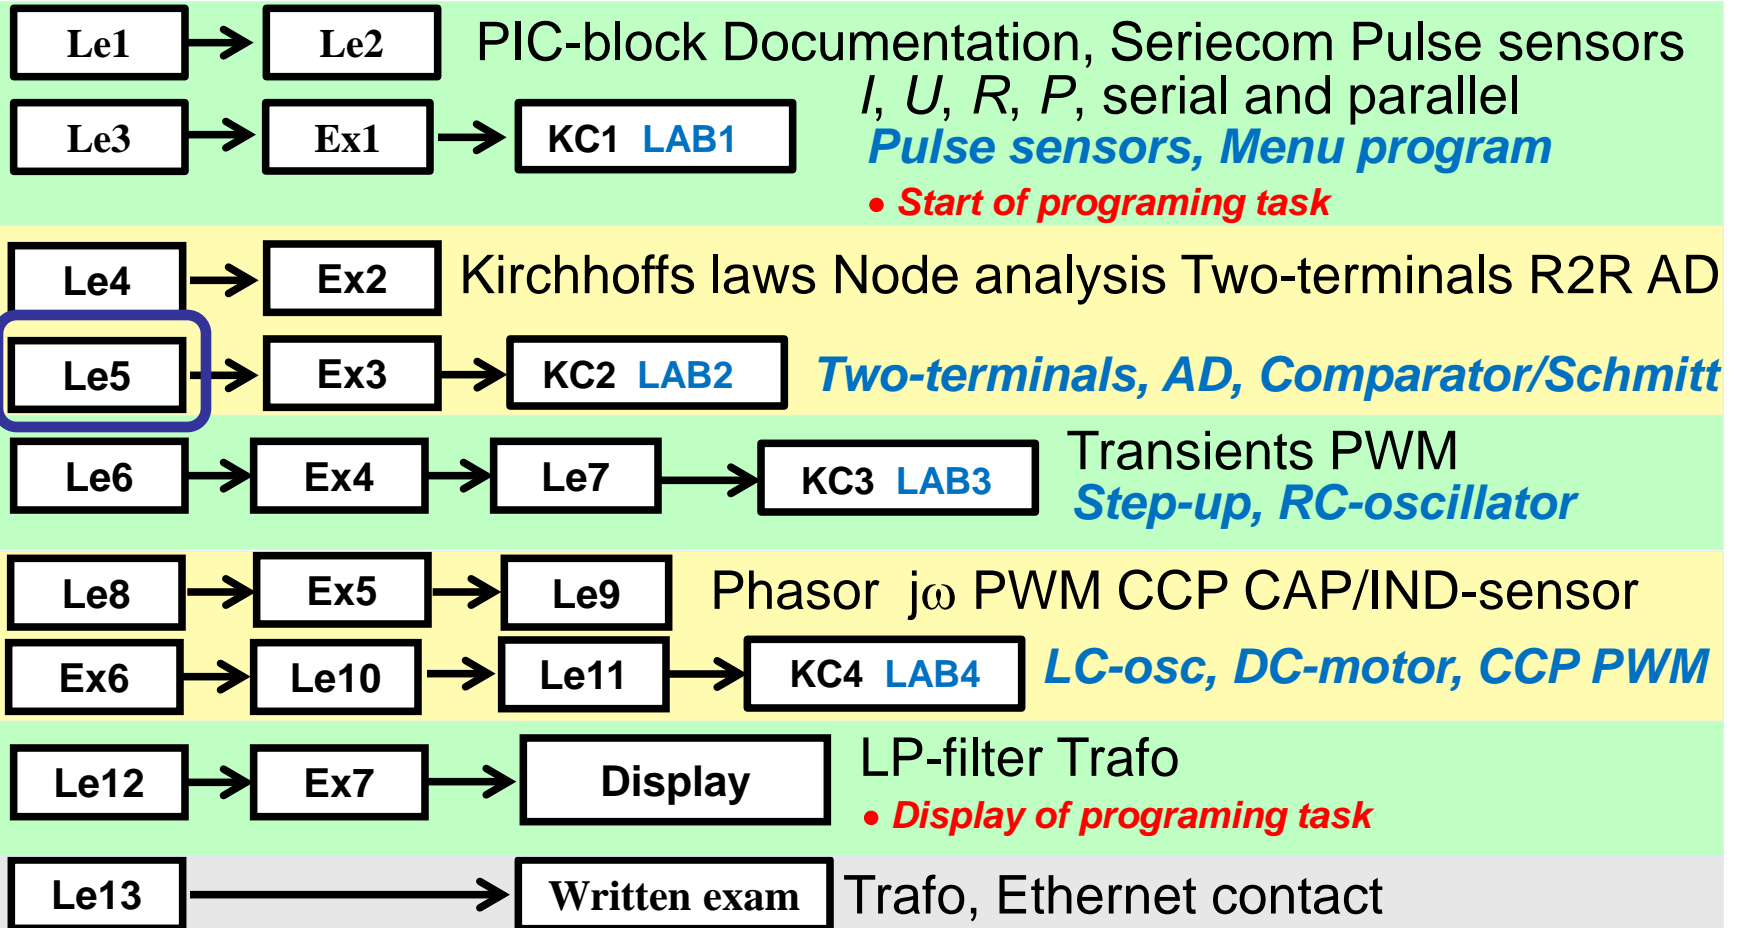 Le1 Le2 PIC-block Documentation, Seriecom Pulse sensors
I, U, R, P, serial and parallel
Le3 Ex1 KC1 LAB1 Pulse sensors, Menu program
• Start of programing task
Le4 Ex2 Kirchhoffs laws Node analysis Two-terminals R2R AD
Le5 Ex3 KC2 LAB2 Two-terminals, AD, Comparator/Schmitt
Le6 Ex4 Le7 KC3 LAB3 Transients PWM
Step-up, RC-oscillator
Le8 Ex5 Le9 Phasor jω PWM CCP CAP/IND-sensor
Ex6 Le10 Le11 KC4 LAB4 LC-osc, DC-motor, CCP PWM
Le12 Ex7 Display LP-filter Trafo
• Display of programing task
Le13 Written exam Trafo, Ethernet contact